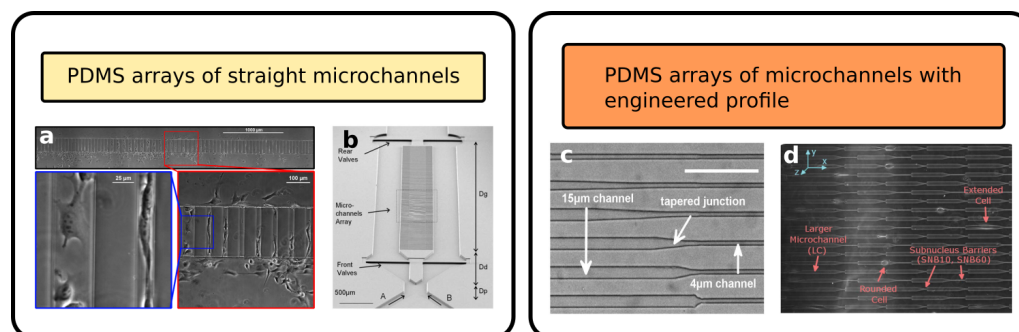 PDMS arrays of straight microchannels
a
1000 µm
25 µm
100 µm
b
Rear
Valves
Micro-
channels
Array
Front
Valves
500µm
A
B
Dg
Dd
Dp
PDMS arrays of microchannels with
engineered profile
c
15µm channel
tapered junction
4µm channel
d
y
x
z
Extended
Cell
Larger
Microchannel
(LC)
Subnucleus Barriers
(SNB10, SNB60)
Rounded
Cell